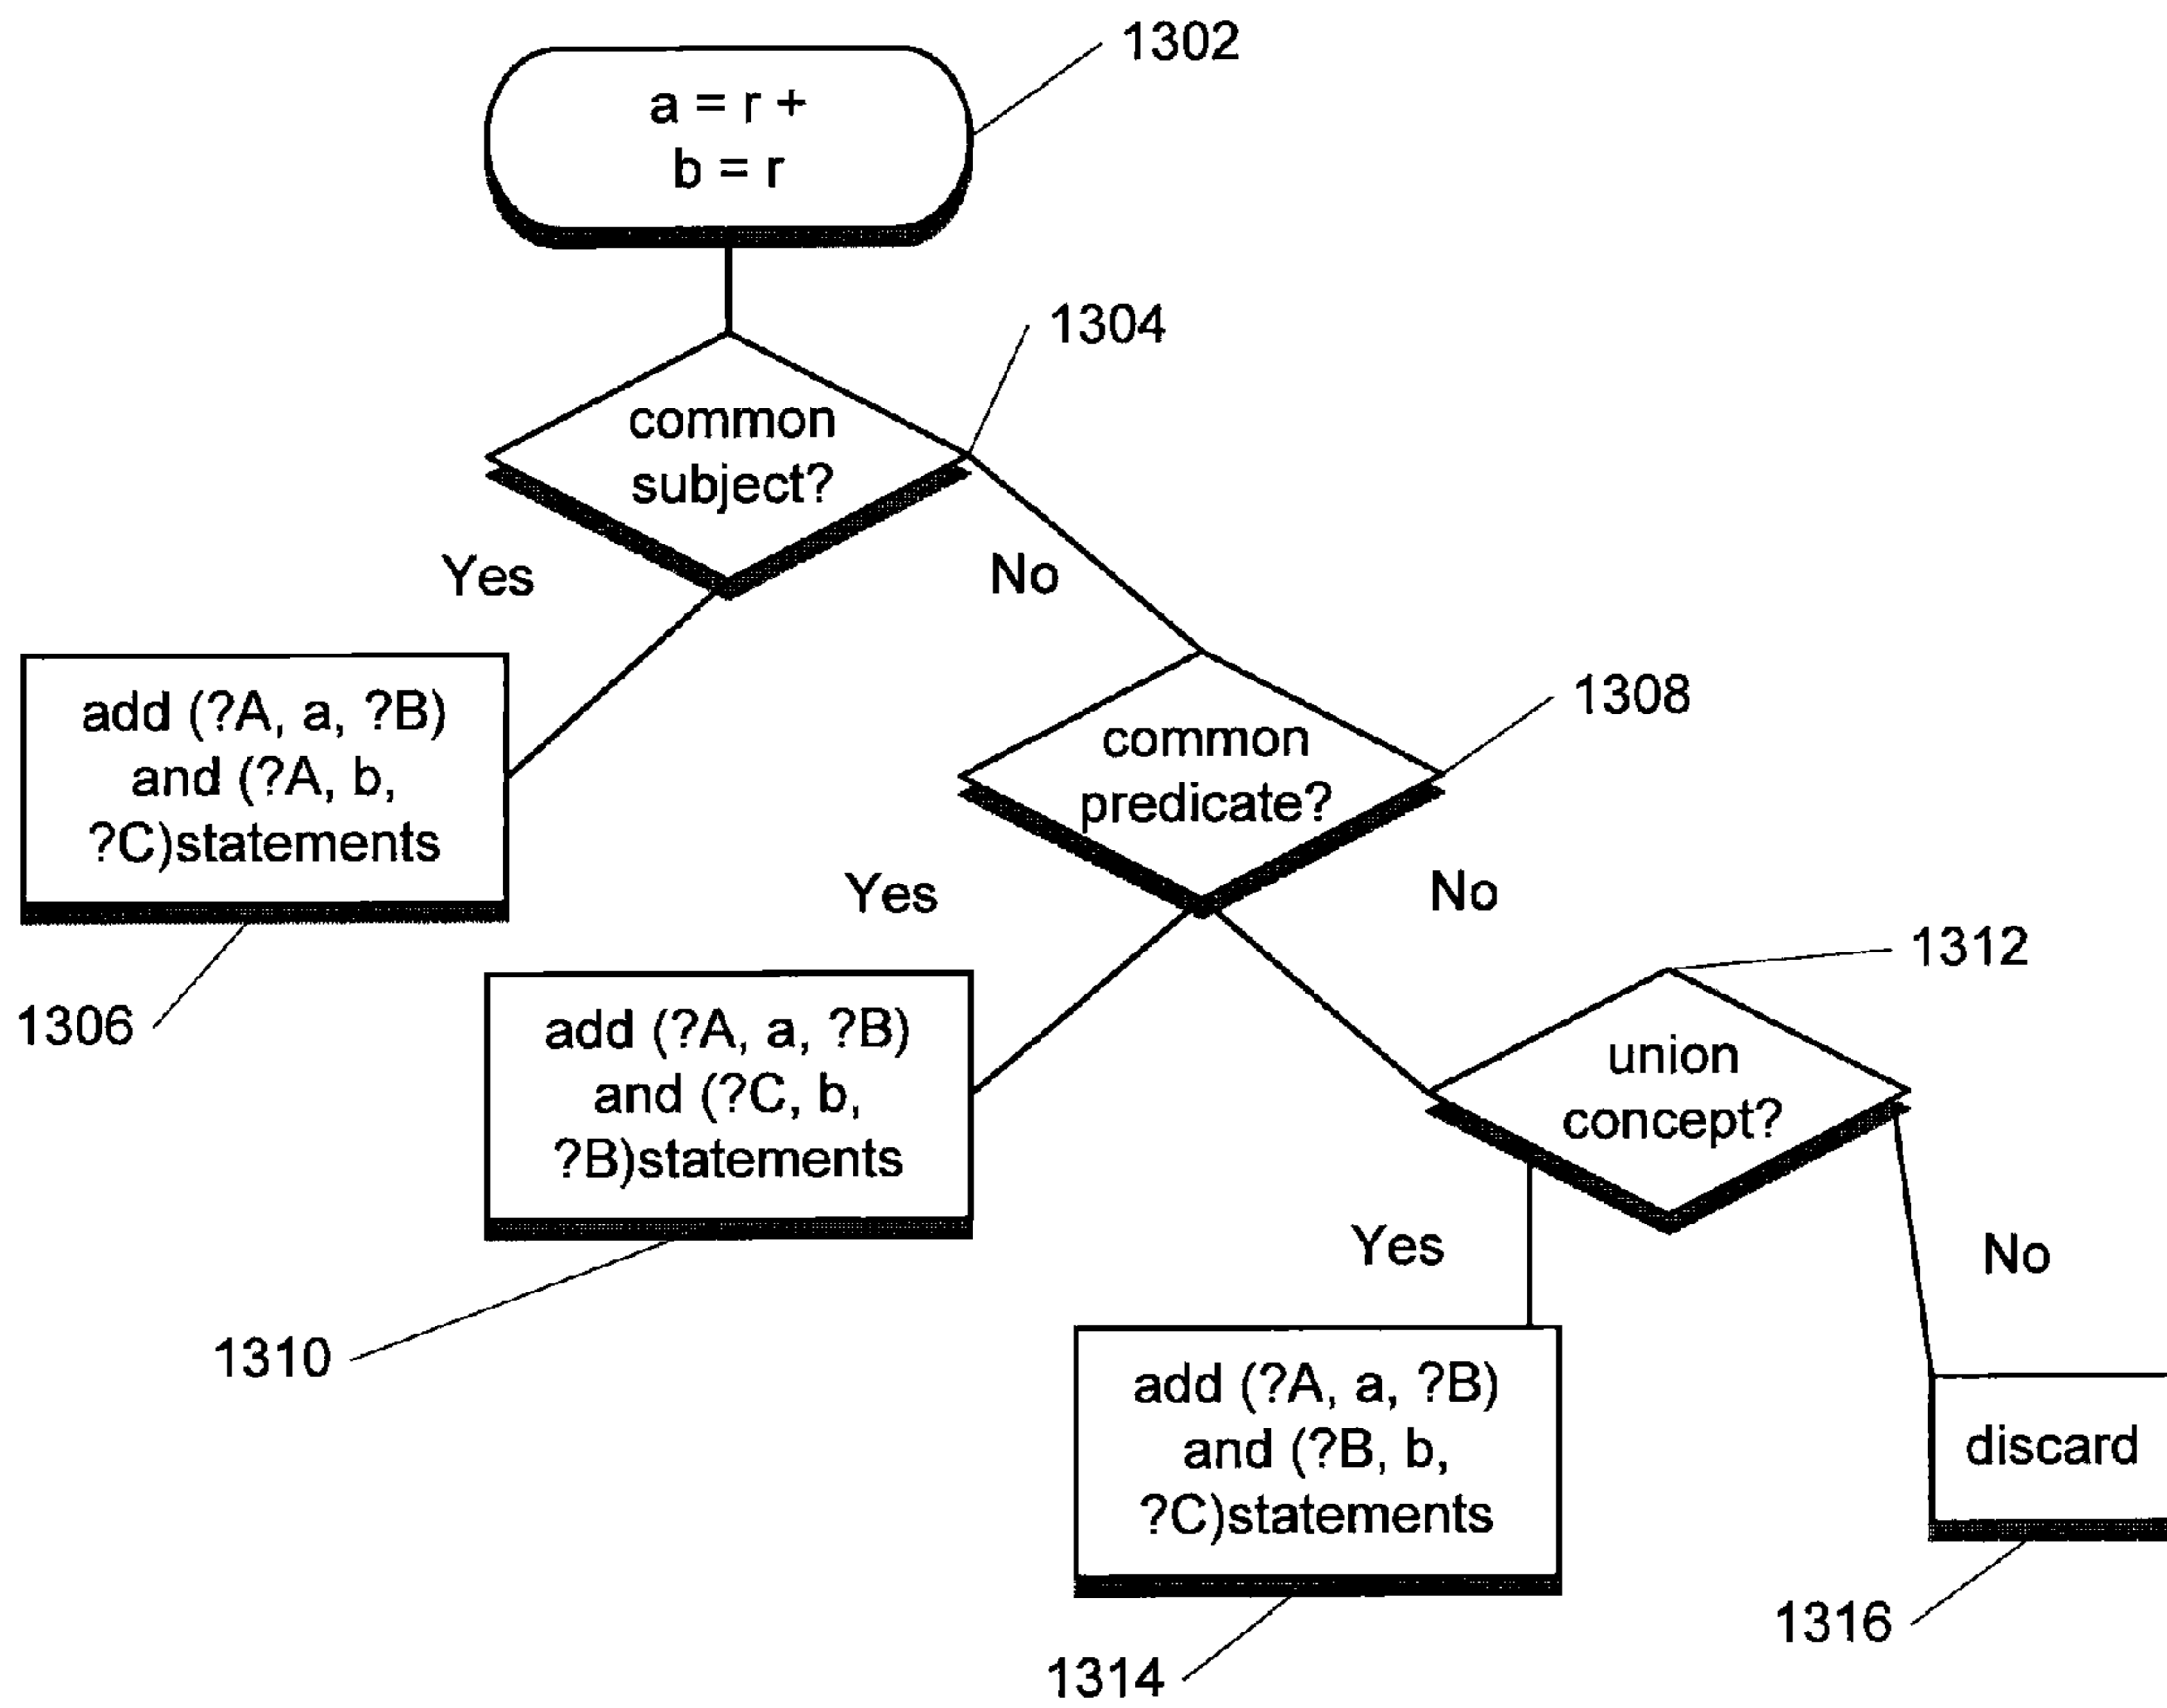 1302
a = r +
b = r
1304
common
subject?
Yes
No
add (?A, a, ?B)
and (?A, b,
?C)statements
1306
1308
common
predicate?
Yes
No
add (?A, a, ?B)
and (?C, b,
?B)statements
1310
1312
union
concept?
Yes
No
add (?A, a, ?B)
and (?B, b,
?C)statements
1314
discard
1316